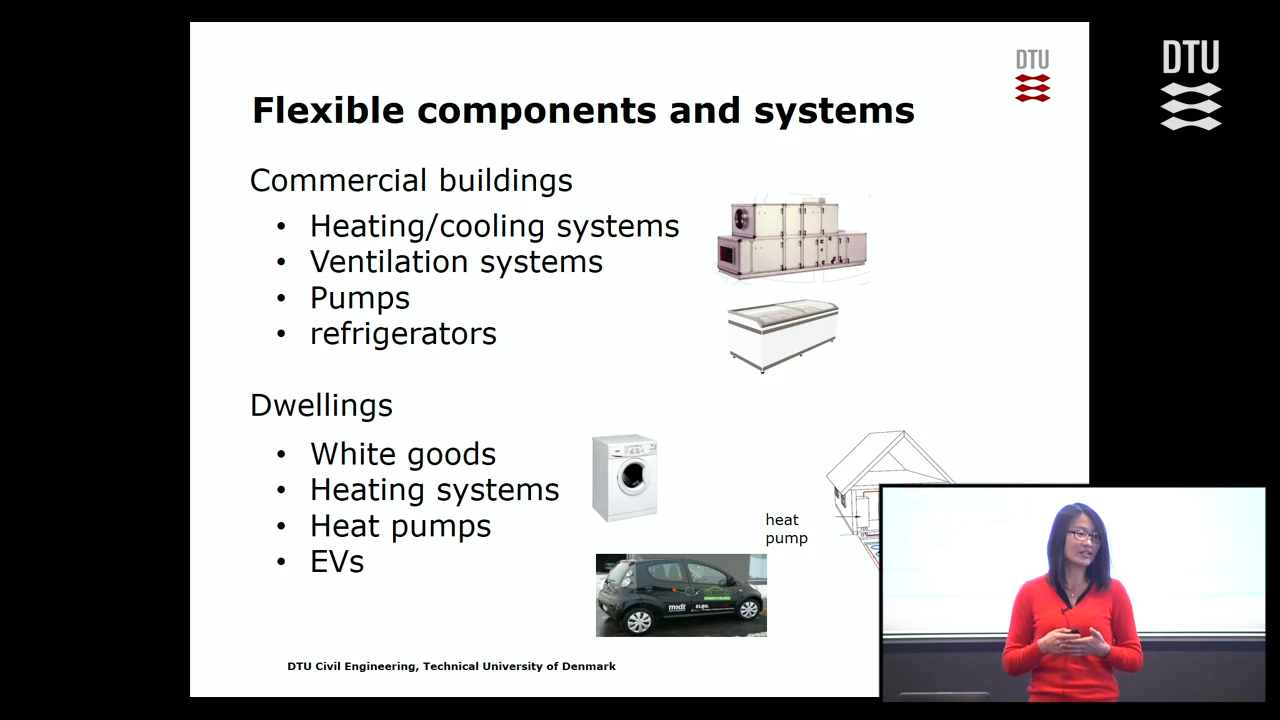 DTU
DTU
Flexible components and systems
Commercial buildings
• Heating/cooling systems
• Ventilation systems
• Pumps
• refrigerators
Dwellings
• White goods
• Heating systems
• Heat pumps
• EVs
heat
pump
midt
DTU Civil Engineering, Technical University of Denmark